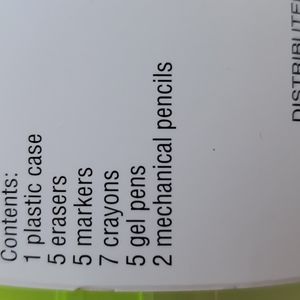 Contents:
1 plastic case
5 erasers
5 markers
7 crayons
5 gel pens
2 mechanical pencils